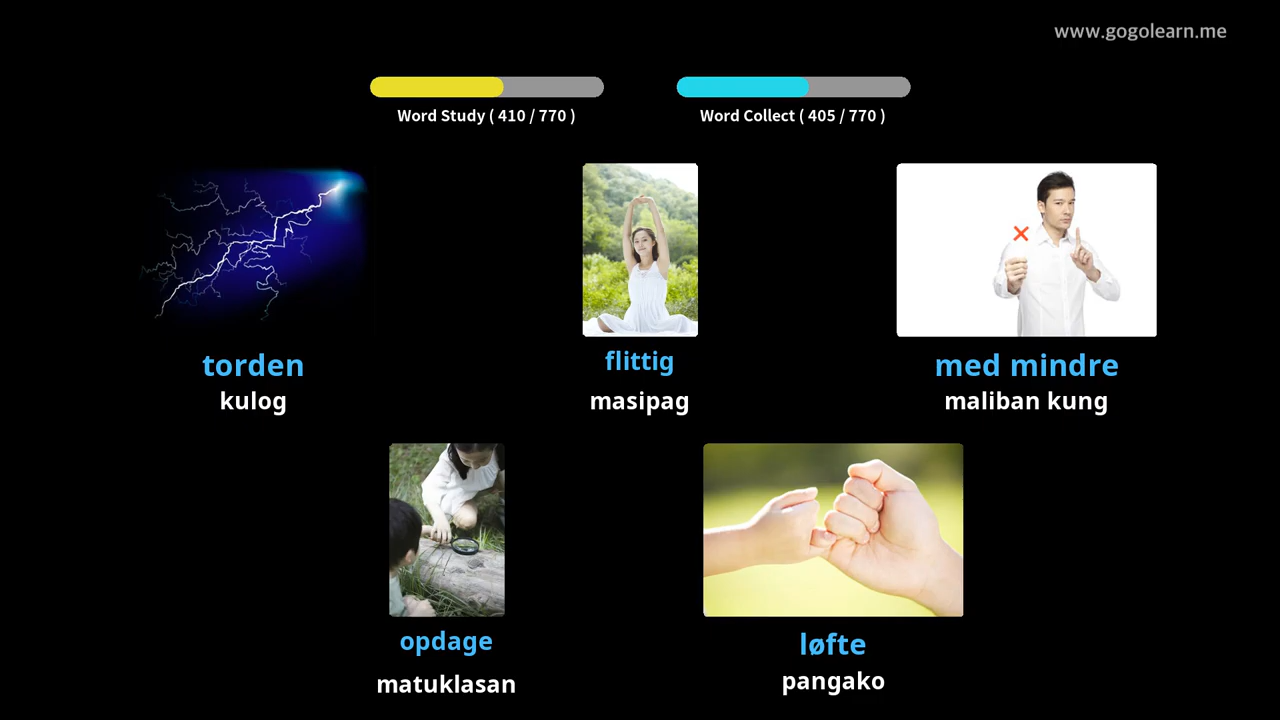 www.gogolearn.me
Word Study ( 410 / 770 )
Word Collect ( 405 / 770 )
torden
kulog
flittig
masipag
med mindre
maliban kung
opdage
matuklasan
løfte
pangako